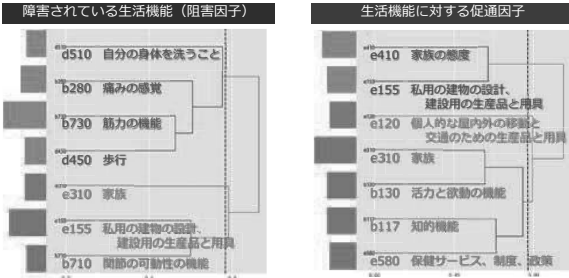 障害されている生活機能（阻害因子）
d510 自分の身体を洗うこと
b280 痛みの感覚
b730 筋力の機能
d450 歩行
e310 家族
e155 私用の建物の設計、
建設用の生産品と用具
b710 関節の可動性の機能
生活機能に対する促通因子
e410 家族の態度
e155 私用の建物の設計、
建設用の生産品と用具
e120 個人的な屋内外の移動と
交通のための生産品と用具
e310 家族
b130 活力と欲動の機能
b117 知的機能
e580 保健サービス、制度、政策